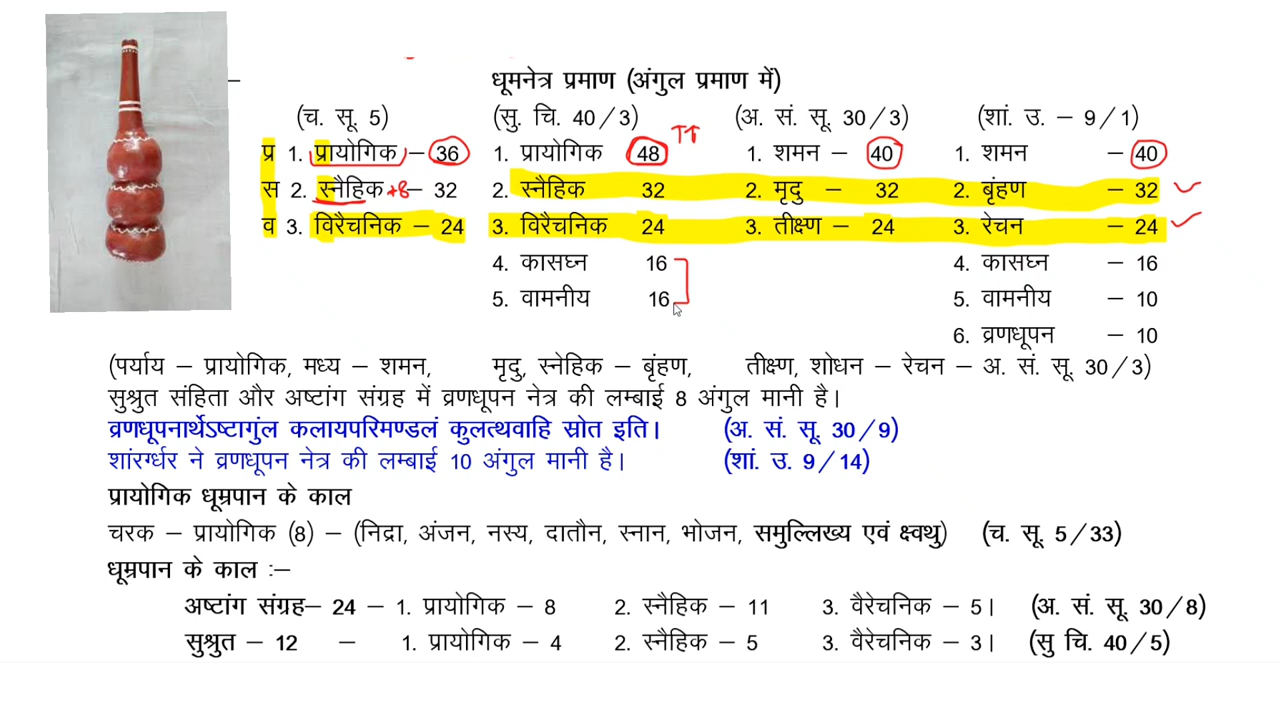 धूमनेत्र प्रमाण (अंगुल प्रमाण में)
(च. सू. 5) (सु. चि. 40/3) (अ. सं. सू. 30/3) (शां. उ. – 9/1)
प्र 1. प्रायोगिक – 36 1. प्रायोगिक 48 ↑↑ 1. शमन – 40 1. शमन – 40
स 2. स्नैहिक +8 – 32 2. स्नैहिक 32 2. मृदु – 32 2. बृंहण – 32
व 3. विरैचनिक – 24 3. विरैचनिक 24 3. तीक्ष्ण – 24 3. रेचन – 24
4. कासघ्न 16 4. कासघ्न – 16
5. वामनीय 16 5. वामनीय – 10
6. व्रणधूपन – 10
(पर्याय – प्रायोगिक, मध्य – शमन, मृदु, स्नेहिक – बृंहण, तीक्ष्ण, शोधन – रेचन – अ. सं. सू. 30/3)
सुश्रुत संहिता और अष्टांग संग्रह में व्रणधूपन नेत्र की लम्बाई 8 अंगुल मानी है।
व्रणधूपनार्थेऽष्टागुंल कलायपरिमण्डलं कुलत्थवाहि स्रोत इति। (अ. सं. सू. 30/9)
शांरर्ग्धर ने व्रणधूपन नेत्र की लम्बाई 10 अंगुल मानी है। (शां. उ. 9/14)
प्रायोगिक धूम्रपान के काल
चरक – प्रायोगिक (8) – (निद्रा, अंजन, नस्य, दातौन, स्नान, भोजन, समुल्लिख्य एवं क्ष्वथु) (च. सू. 5/33)
धूम्रपान के काल :–
अष्टांग संग्रह– 24 – 1. प्रायोगिक – 8 2. स्नैहिक – 11 3. वैरेचनिक – 5। (अ. सं. सू. 30/8)
सुश्रुत – 12 – 1. प्रायोगिक – 4 2. स्नैहिक – 5 3. वैरेचनिक – 3। (सु चि. 40/5)